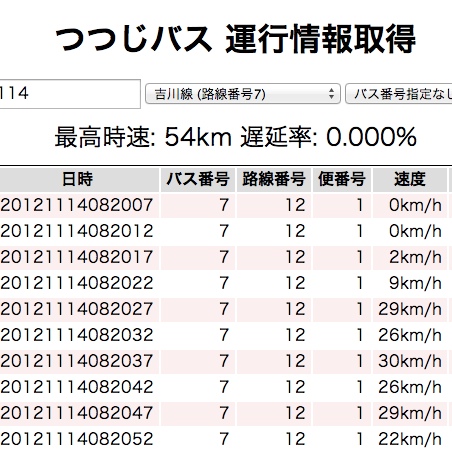 つつじバス 運行情報取得
114 吉川線 (路線番号7) バス番号指定なし
最高時速: 54km 遅延率: 0.000%
日時 バス番号 路線番号 便番号 速度
20121114082007 7 12 1 0km/h
20121114082012 7 12 1 0km/h
20121114082017 7 12 1 2km/h
20121114082022 7 12 1 9km/h
20121114082027 7 12 1 29km/h
20121114082032 7 12 1 26km/h
20121114082037 7 12 1 30km/h
20121114082042 7 12 1 26km/h
20121114082047 7 12 1 29km/h
20121114082052 7 12 1 22km/h